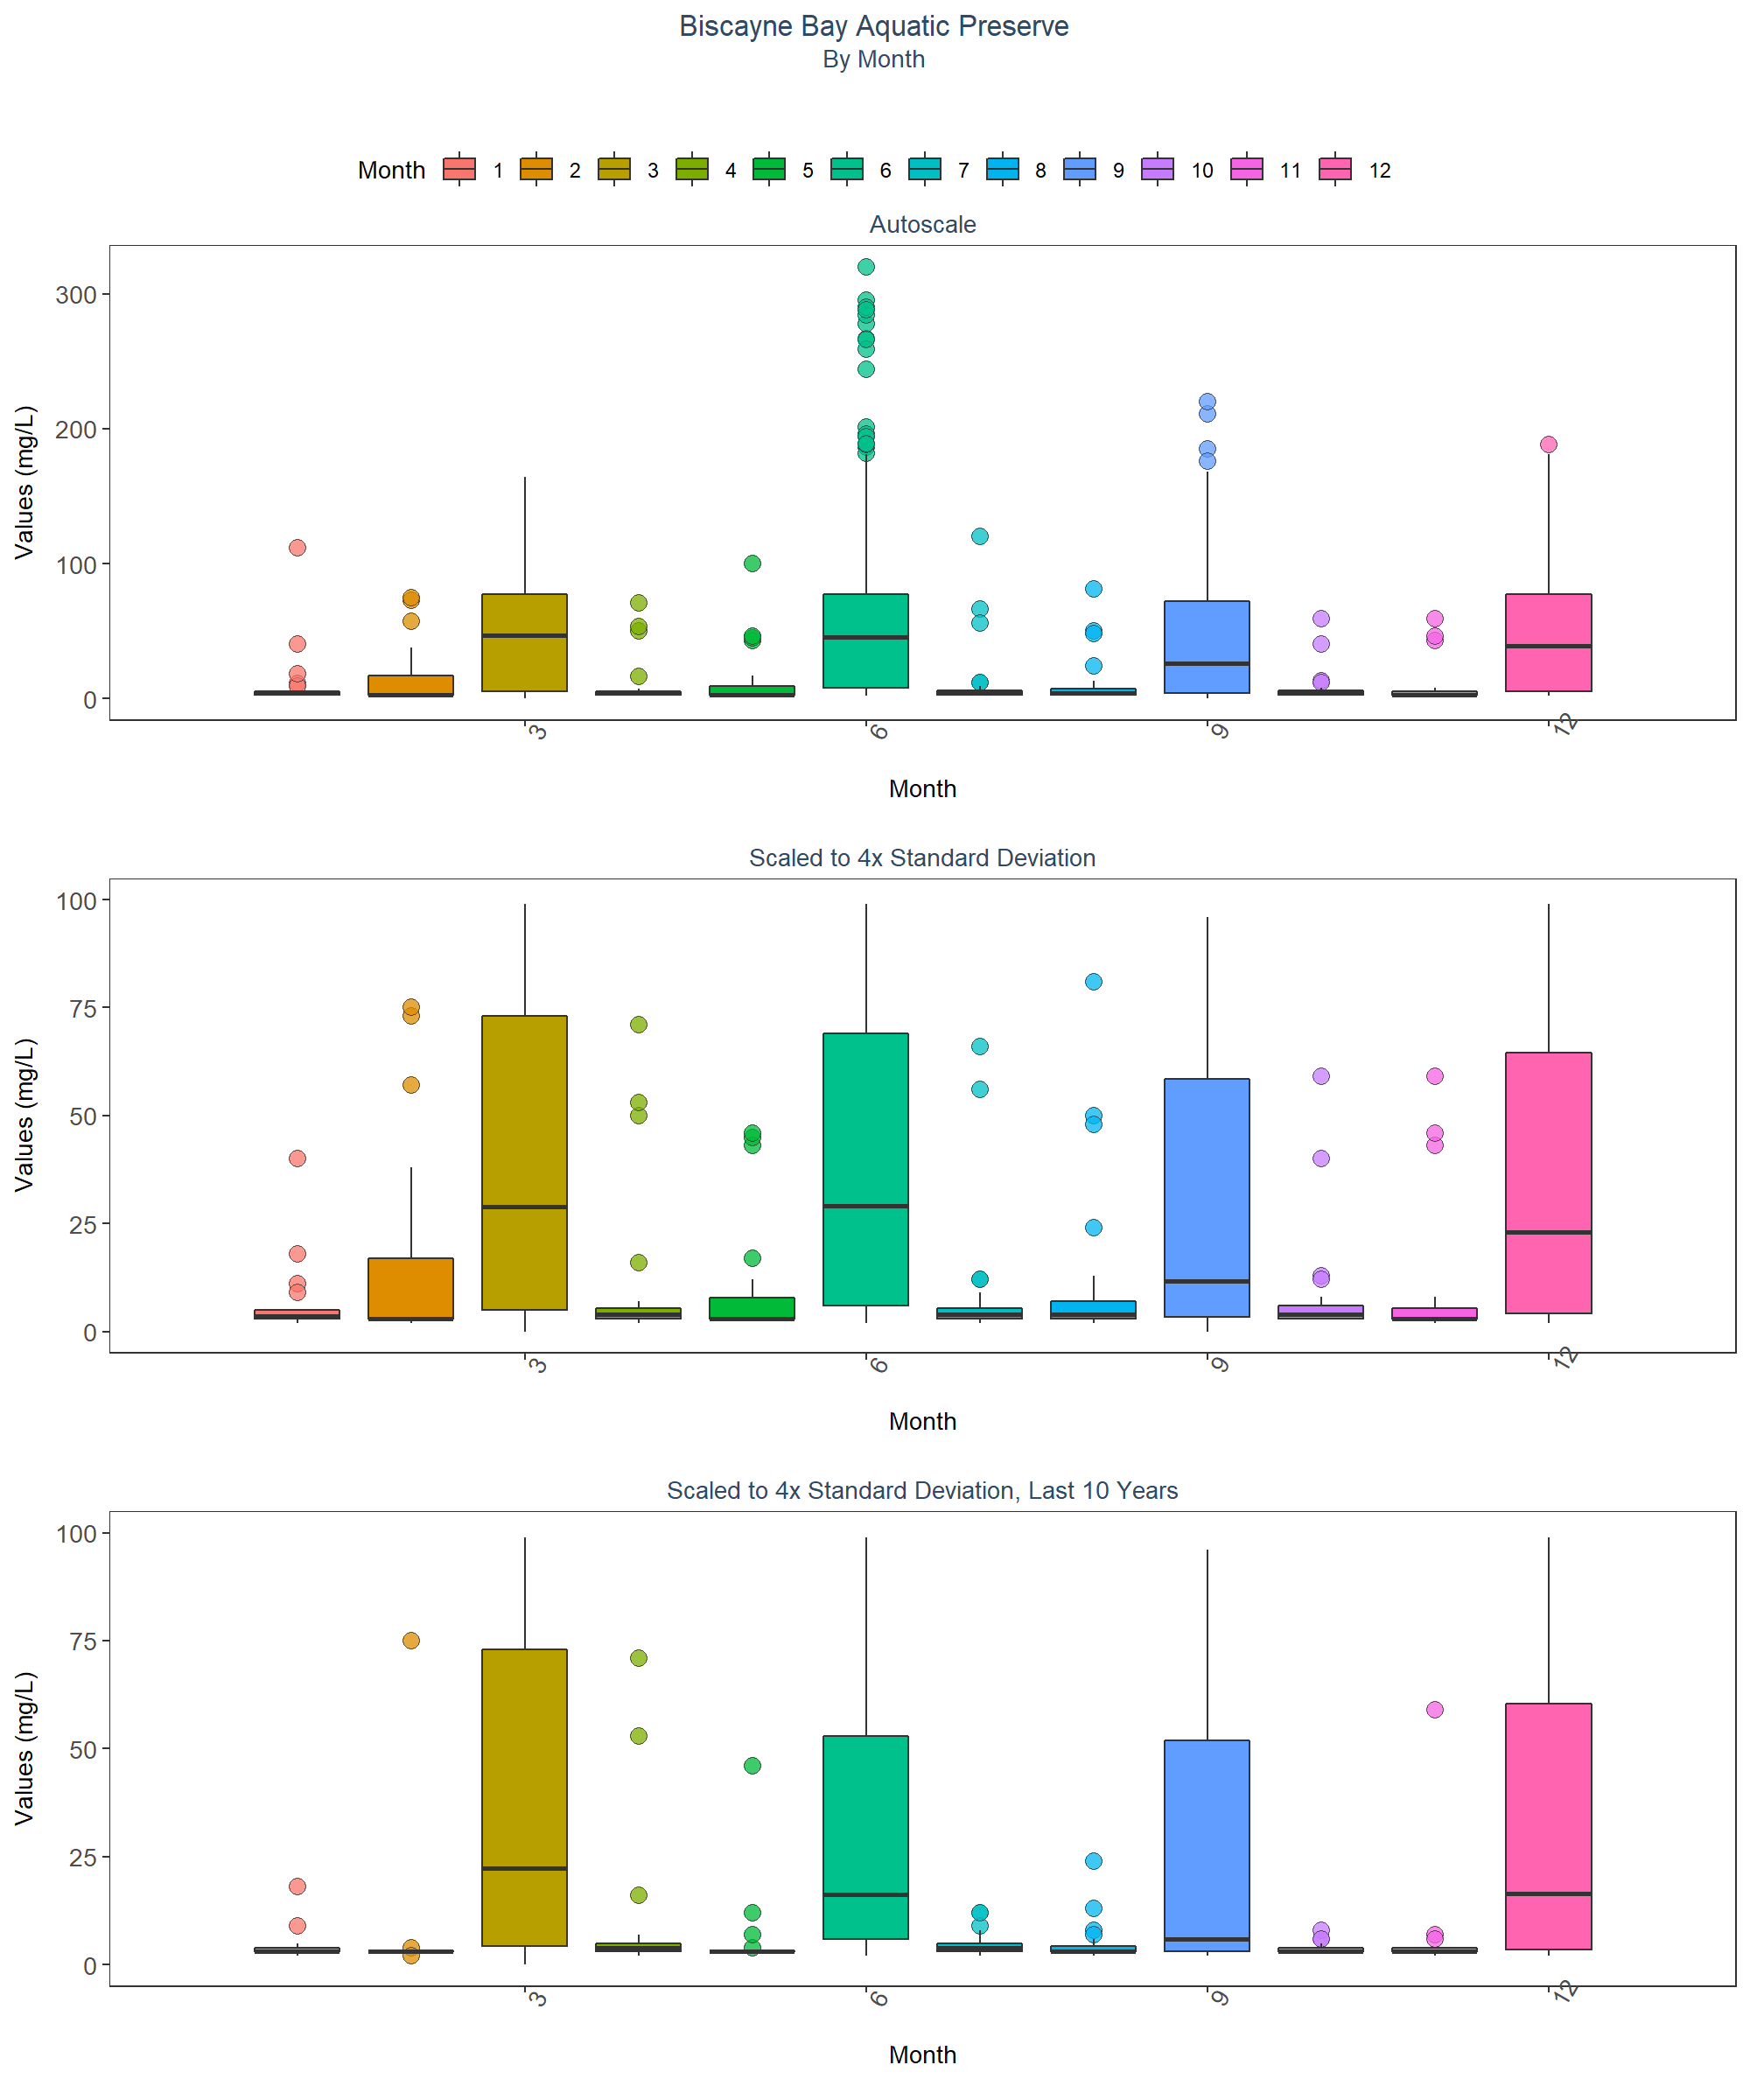 Biscayne Bay Aquatic Preserve
By Month
Month 1 2 3 4 5 6 7 8 9 10 11 12
Autoscale
Values (mg/L)
300
200
100
0
3 6 9 12
Month
Scaled to 4x Standard Deviation
Values (mg/L)
100
75
50
25
0
3 6 9 12
Month
Scaled to 4x Standard Deviation, Last 10 Years
Values (mg/L)
100
75
50
25
0
3 6 9 12
Month